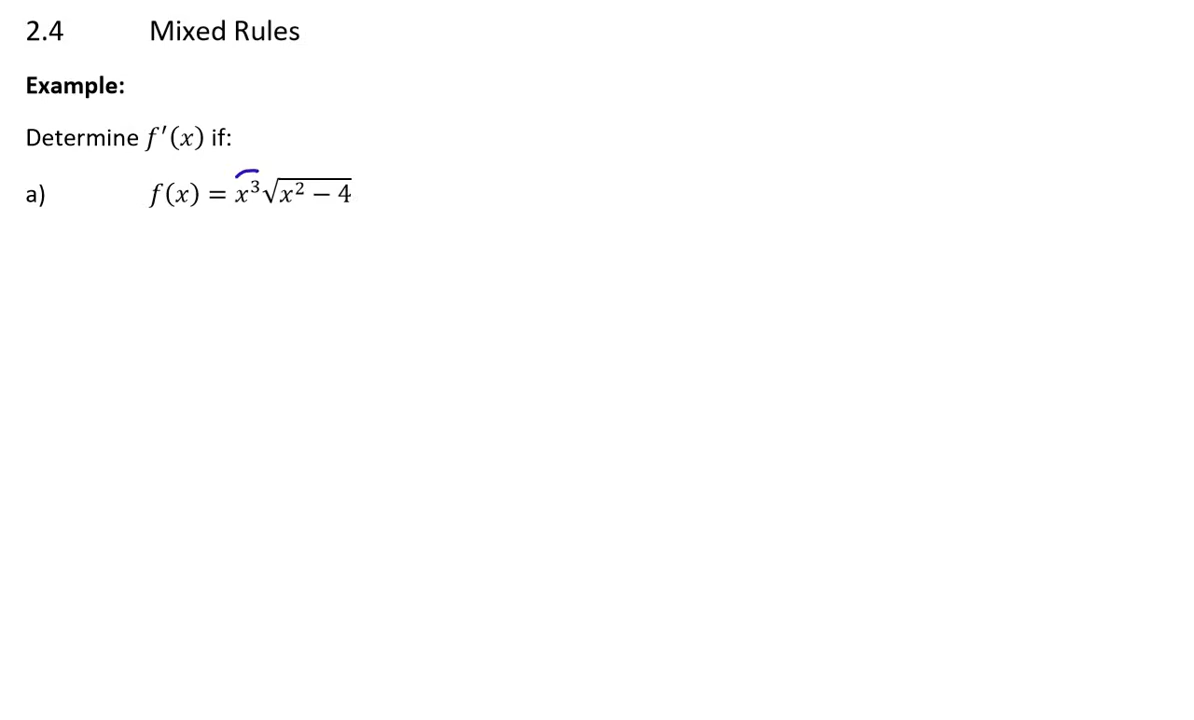 2.4 Mixed Rules
Example:
Determine f′(x) if:
a) f(x) = x³√(x² − 4)